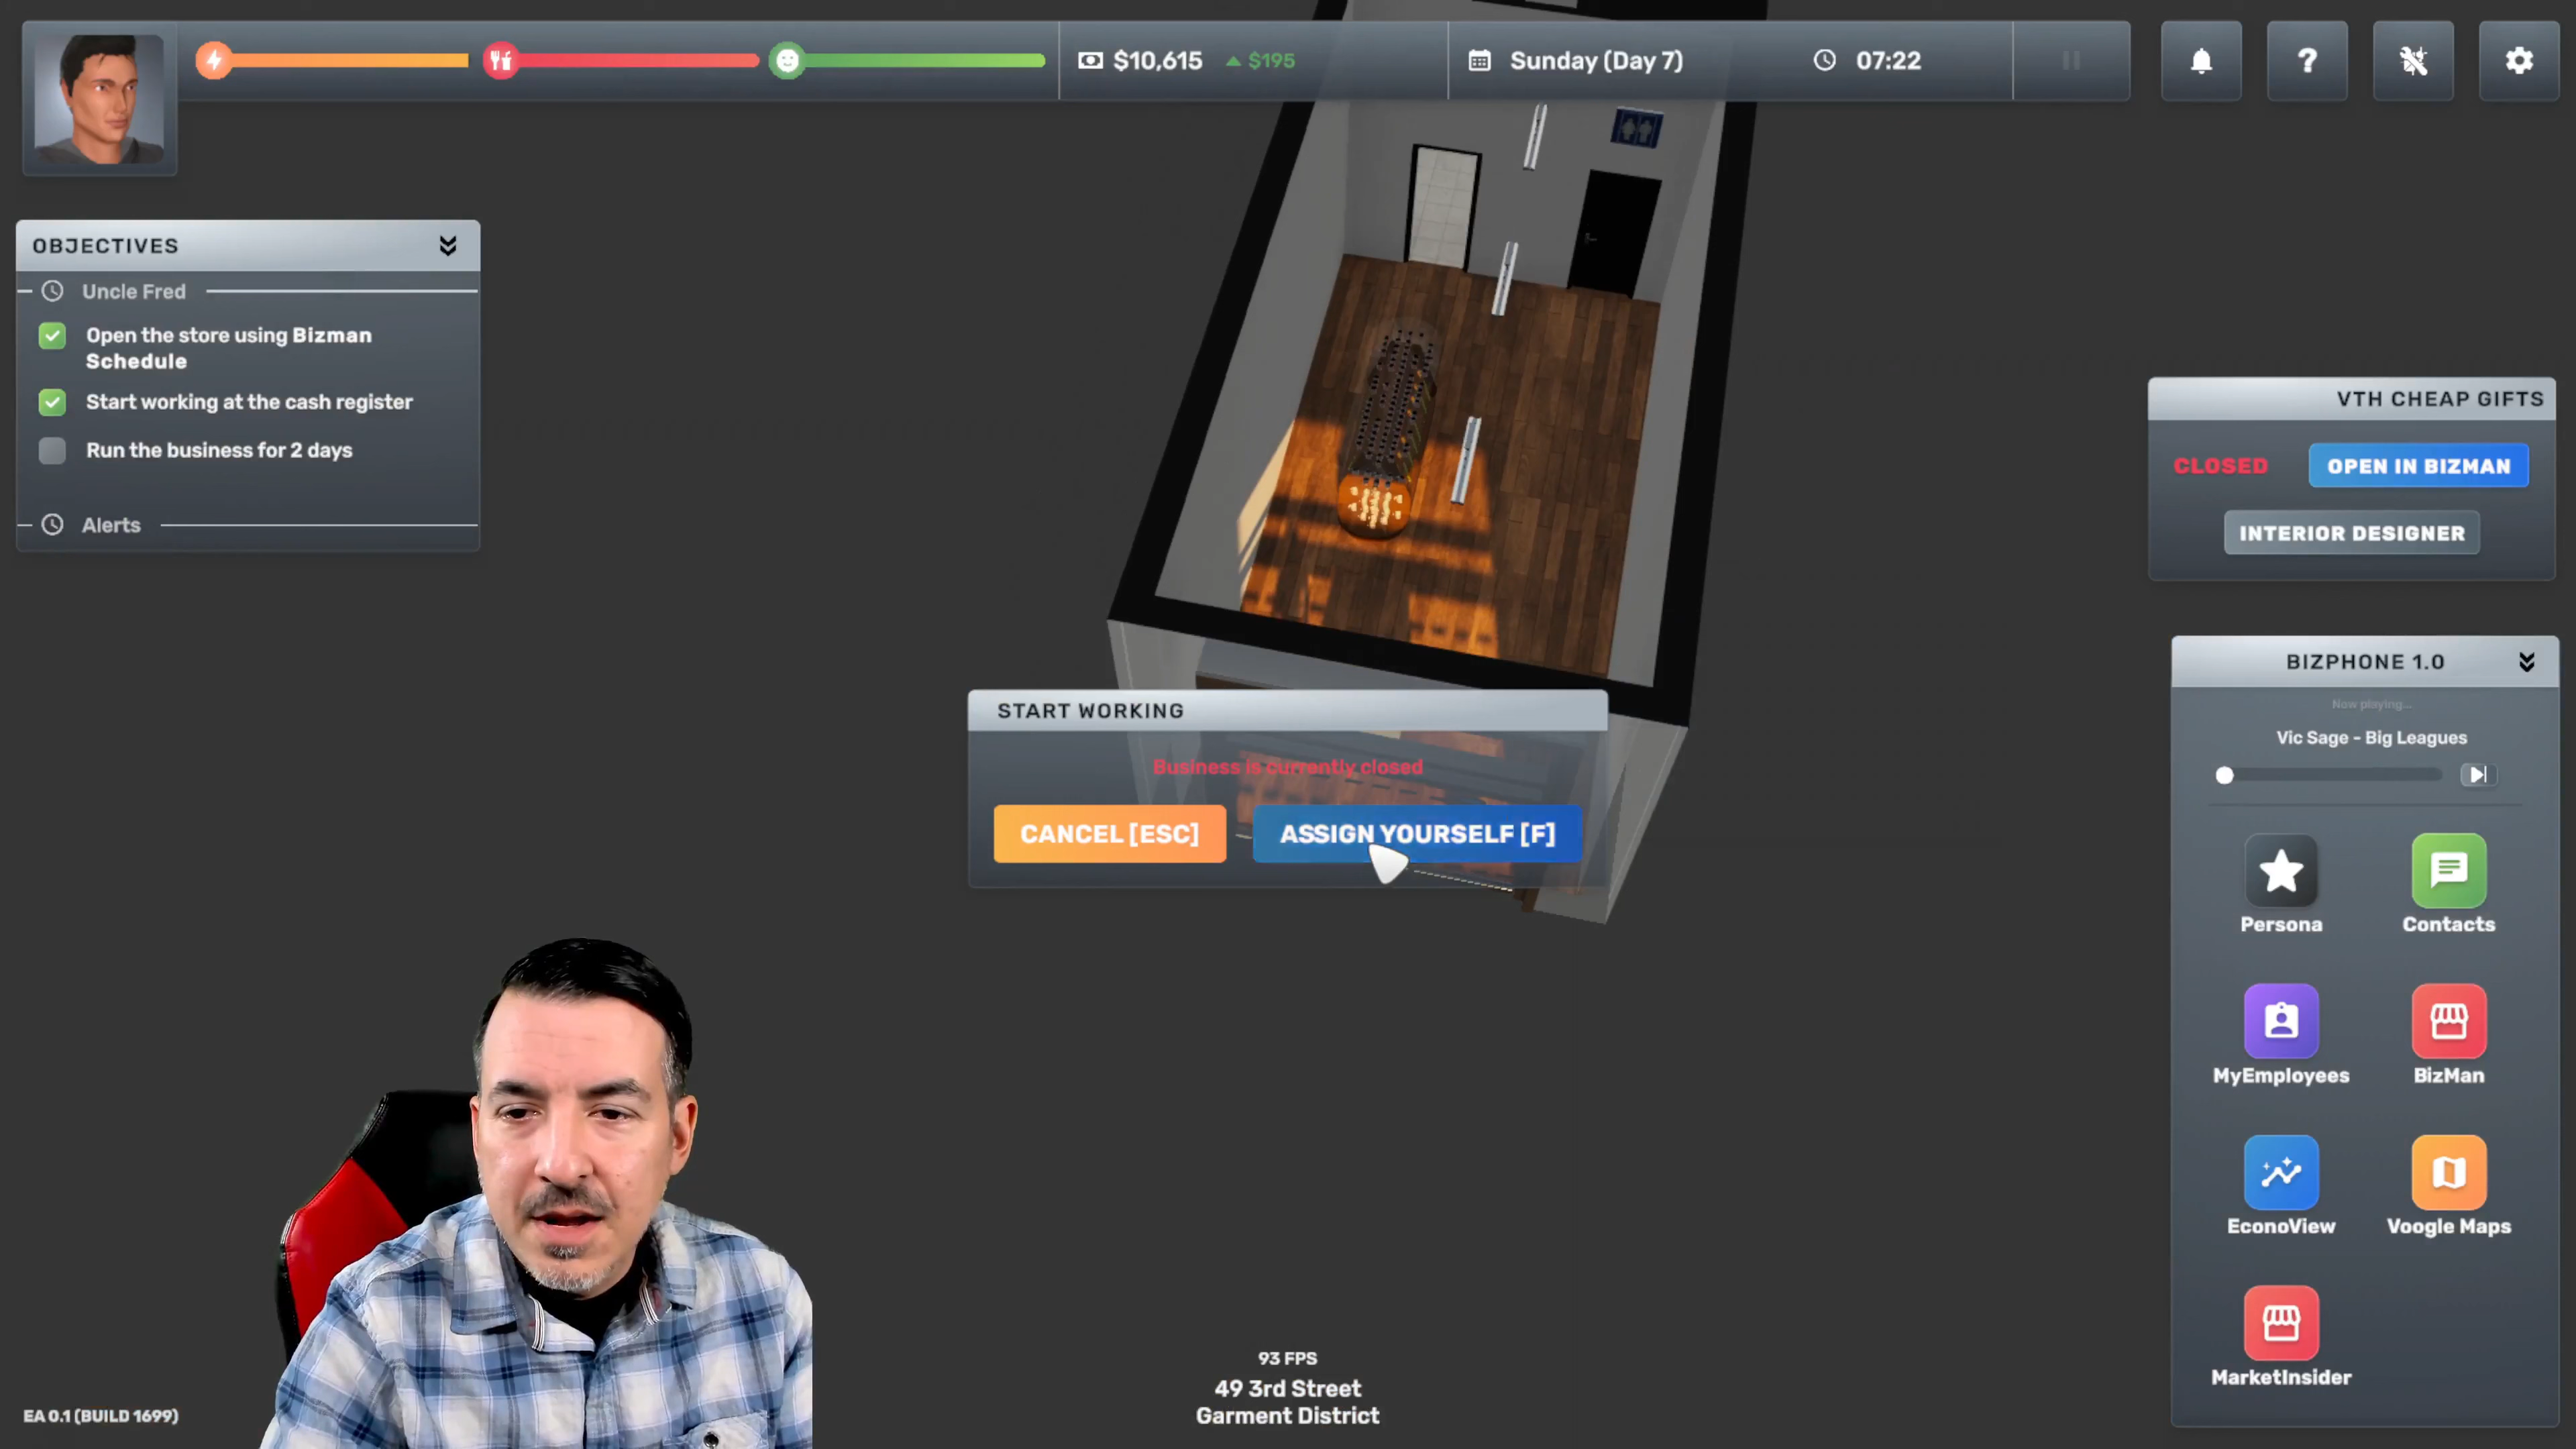 $10,615 $195
Sunday (Day 7)
07:22
?
OBJECTIVES
Uncle Fred
Open the store using Bizman
Schedule
Start working at the cash register
Run the business for 2 days
Alerts
VTH CHEAP GIFTS
CLOSED
OPEN IN BIZMAN
INTERIOR DESIGNER
START WORKING
Business is currently closed
CANCEL [ESC]
ASSIGN YOURSELF [F]
BIZPHONE 1.0
Now playing...
Vic Sage - Big Leagues
Persona
Contacts
MyEmployees
BizMan
EconoView
Voogle Maps
MarketInsider
93 FPS
49 3rd Street
Garment District
EA 0.1 (BUILD 1699)